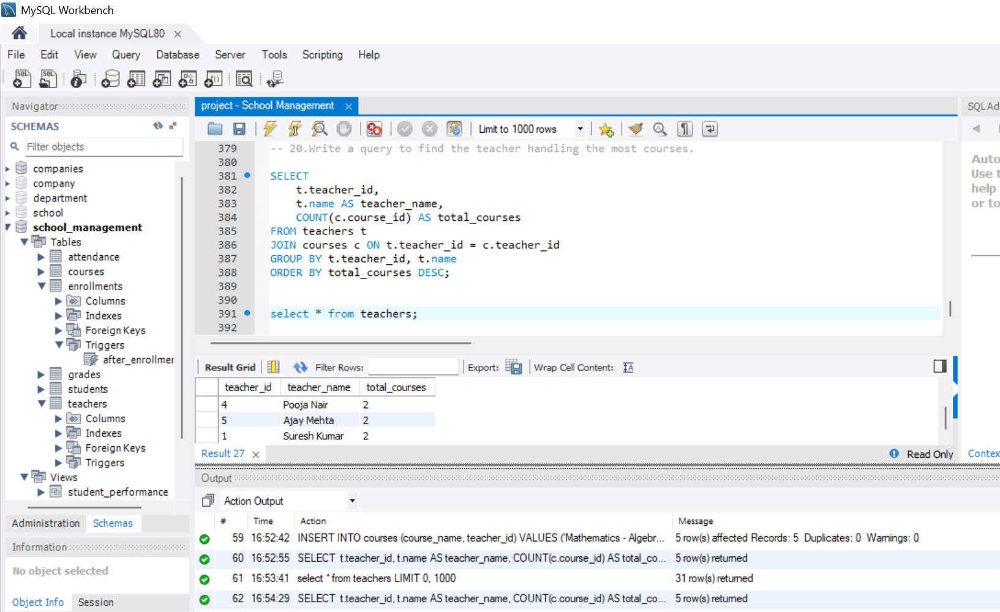 MySQL Workbench
Local instance MySQL80
File Edit View Query Database Server Tools Scripting Help
Navigator
SCHEMAS
Filter objects
companies
company
department
school
school_management
Tables
attendance
courses
enrollments
Columns
Indexes
Foreign Keys
Triggers
after_enrollmer
grades
students
teachers
Columns
Indexes
Foreign Keys
Triggers
Views
student_performance
Administration Schemas
Information
No object selected
Object Info Session
project - School Management
Limit to 1000 rows
379 -- 20.Write a query to find the teacher handling the most courses.
380
381 SELECT
382 t.teacher_id,
383 t.name AS teacher_name,
384 COUNT(c.course_id) AS total_courses
385 FROM teachers t
386 JOIN courses c ON t.teacher_id = c.teacher_id
387 GROUP BY t.teacher_id, t.name
388 ORDER BY total_courses DESC;
389
390
391 select * from teachers;
392
Result Grid Filter Rows: Export: Wrap Cell Content:
teacher_id teacher_name total_courses
4 Pooja Nair 2
5 Ajay Mehta 2
1 Suresh Kumar 2
Result 27
Read Only
Output
Action Output
# Time Action Message
59 16:52:42 INSERT INTO courses (course_name, teacher_id) VALUES ('Mathematics - Algebr... 5 row(s) affected Records: 5 Duplicates: 0 Warnings: 0
60 16:52:55 SELECT t.teacher_id, t.name AS teacher_name, COUNT(c.course_id) AS total_co... 5 row(s) returned
61 16:53:41 select * from teachers LIMIT 0, 1000 31 row(s) returned
62 16:54:29 SELECT t.teacher_id, t.name AS teacher_name, COUNT(c.course_id) AS total_co... 5 row(s) returned
SQLAd
Auto
Use t
help
or to
Contex